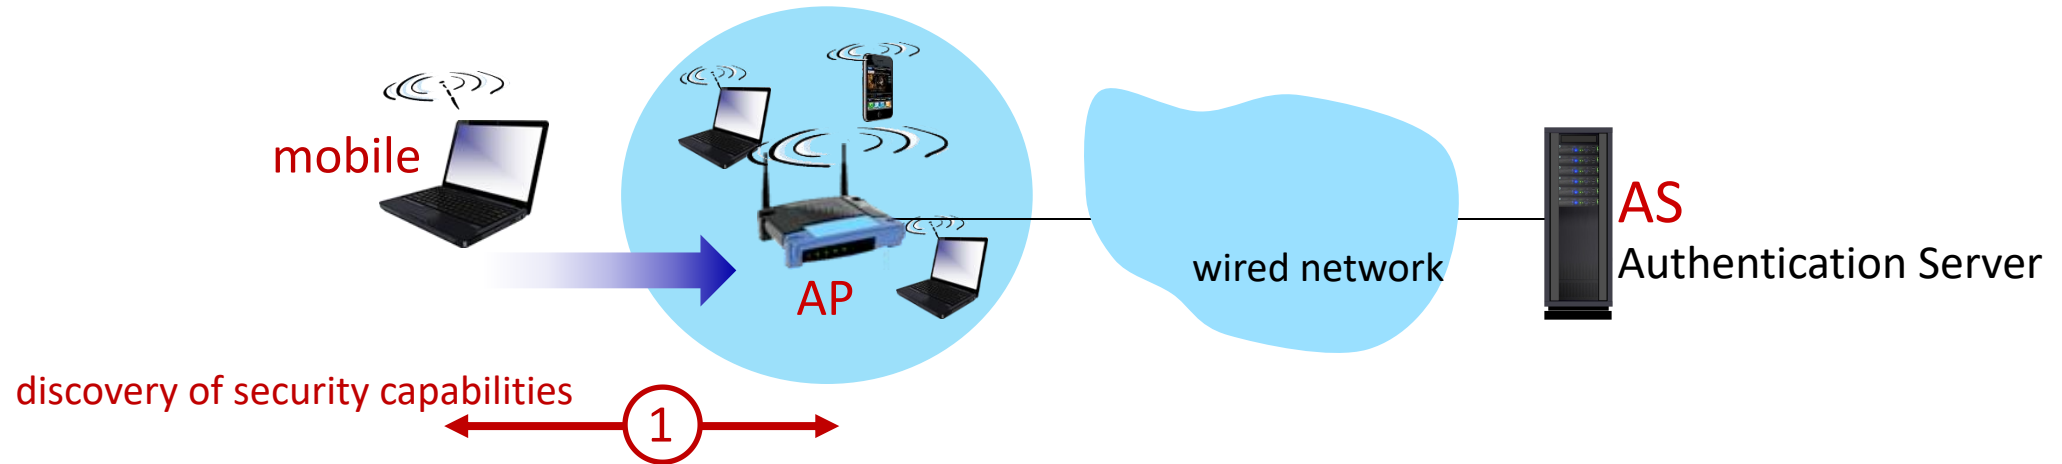 mobile
AP
wired network
AS
Authentication Server
discovery of security capabilities
1